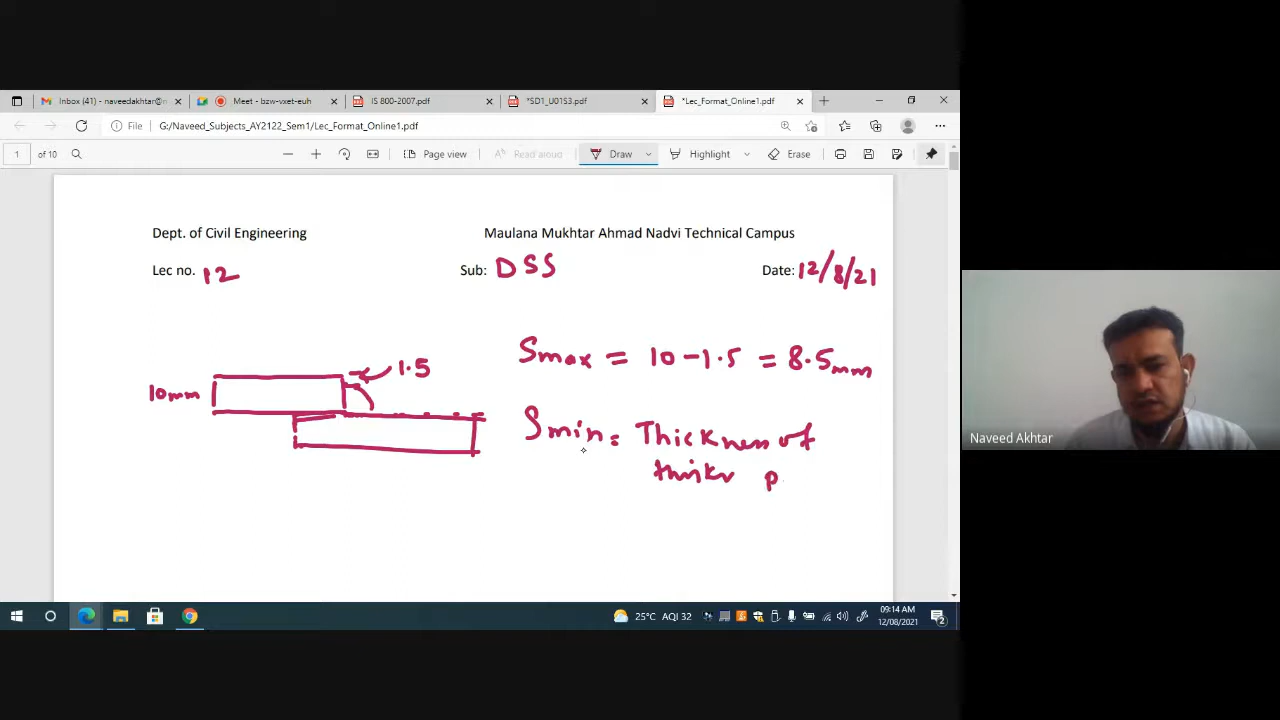 Inbox (41) - naveedakhtar@n
Meet - bzw-vxet-euh
IS 800-2007.pdf
*SD1_U01S3.pdf
*Lec_Format_Online1.pdf
File G:/Naveed_Subjects_AY2122_Sem1/Lec_Format_Online1.pdf
1 of 10 Page view Read aloud Draw Highlight Erase
Dept. of Civil Engineering Maulana Mukhtar Ahmad Nadvi Technical Campus
Lec no. 12 Sub: DSS Date: 12/8/21
1.5
10mm
Smax = 10-1.5 = 8.5mm
Smin = Thickness of
p
Naveed Akhtar
25°C AQI 32
09:14 AM
12/08/2021
2